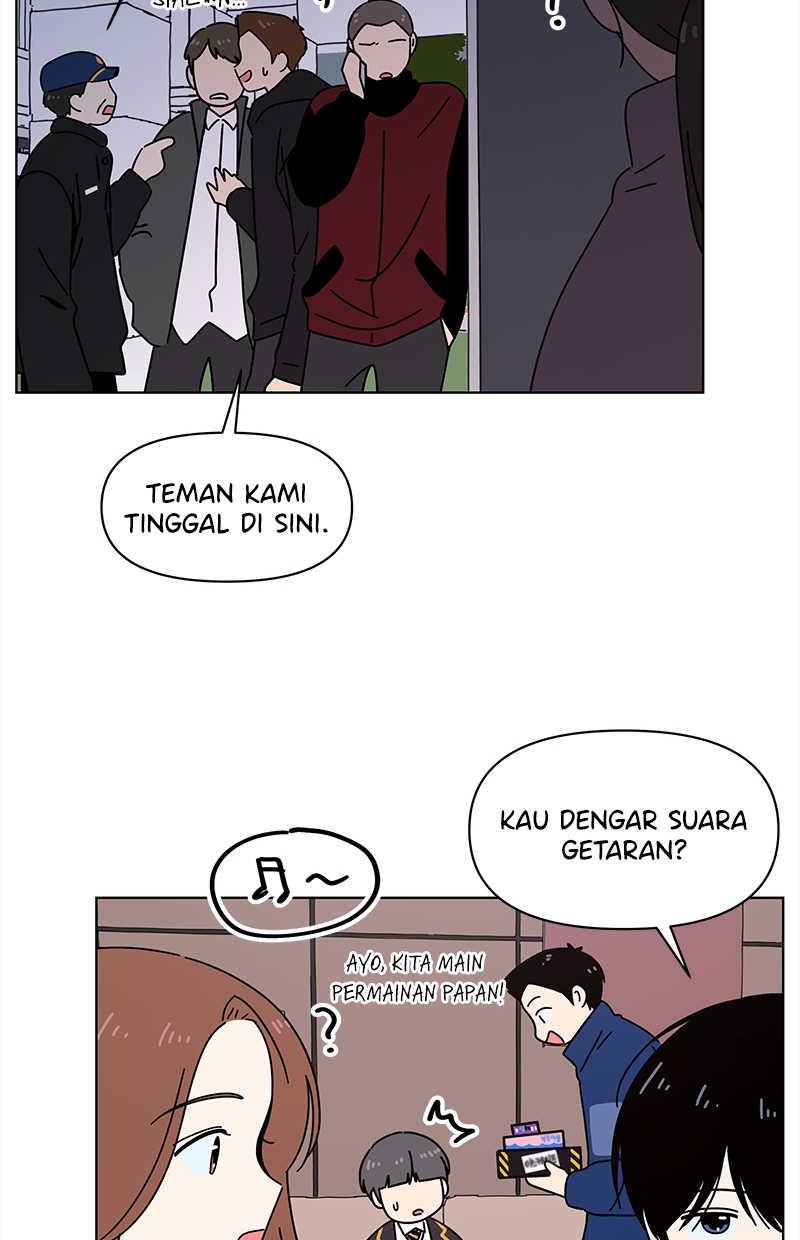 TEMAN KAMI
TINGGAL DI SINI.
KAU DENGAR SUARA
GETARAN?
AYO, KITA MAIN
PERMAINAN PAPAN!
?